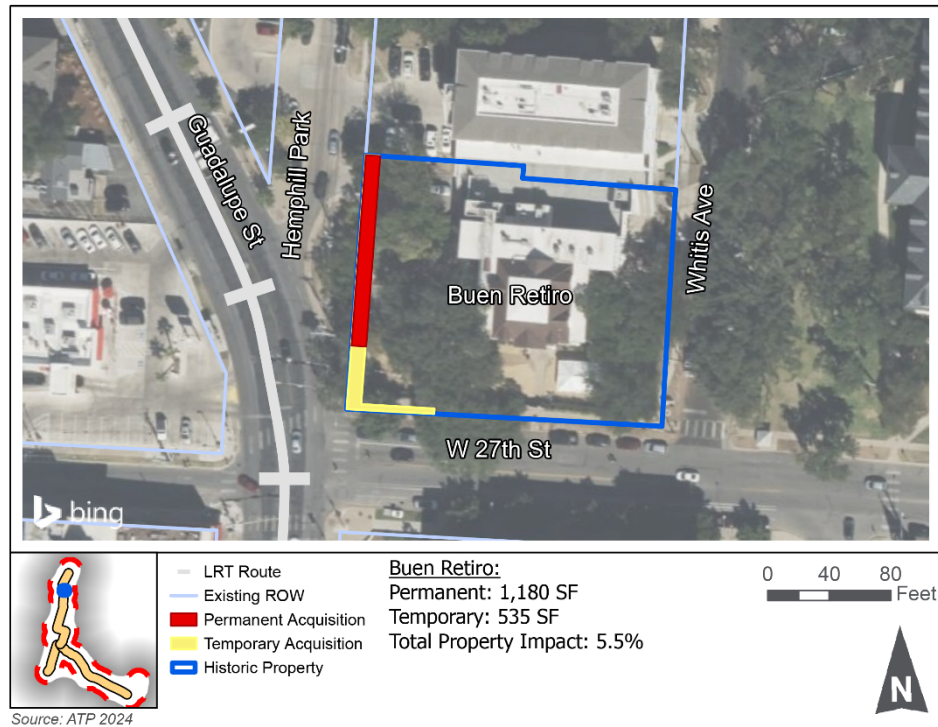 Guadalupe St
Hemphill Park
Whitis Ave
Buen Retiro
W 27th St
bing
LRT Route
Existing ROW
Permanent Acquisition
Temporary Acquisition
Historic Property
Buen Retiro:
Permanent: 1,180 SF
Temporary: 535 SF
Total Property Impact: 5.5%
0 40 80
Feet
N
Source: ATP 2024